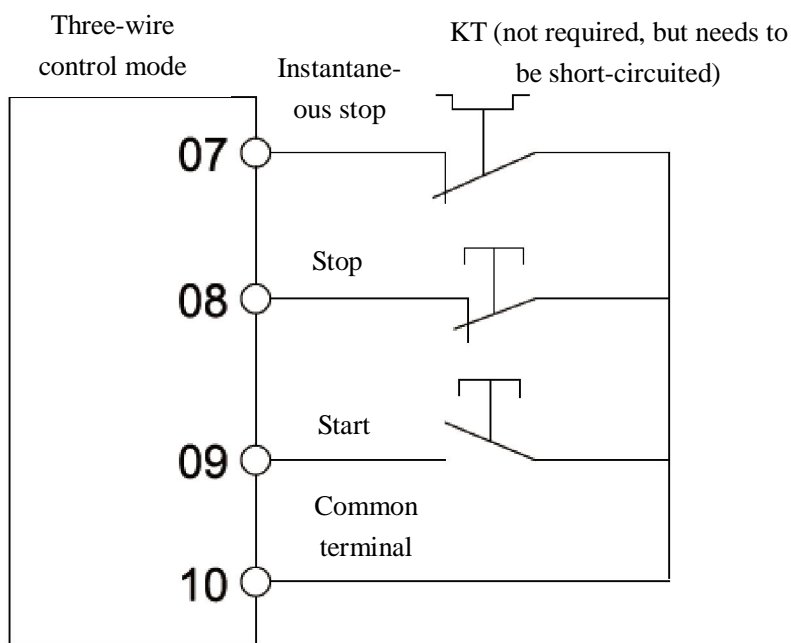 Three-wire
control mode
KT (not required, but needs to
be short-circuited)
Instantane-
ous stop
07
Stop
08
Start
09
Common
terminal
10